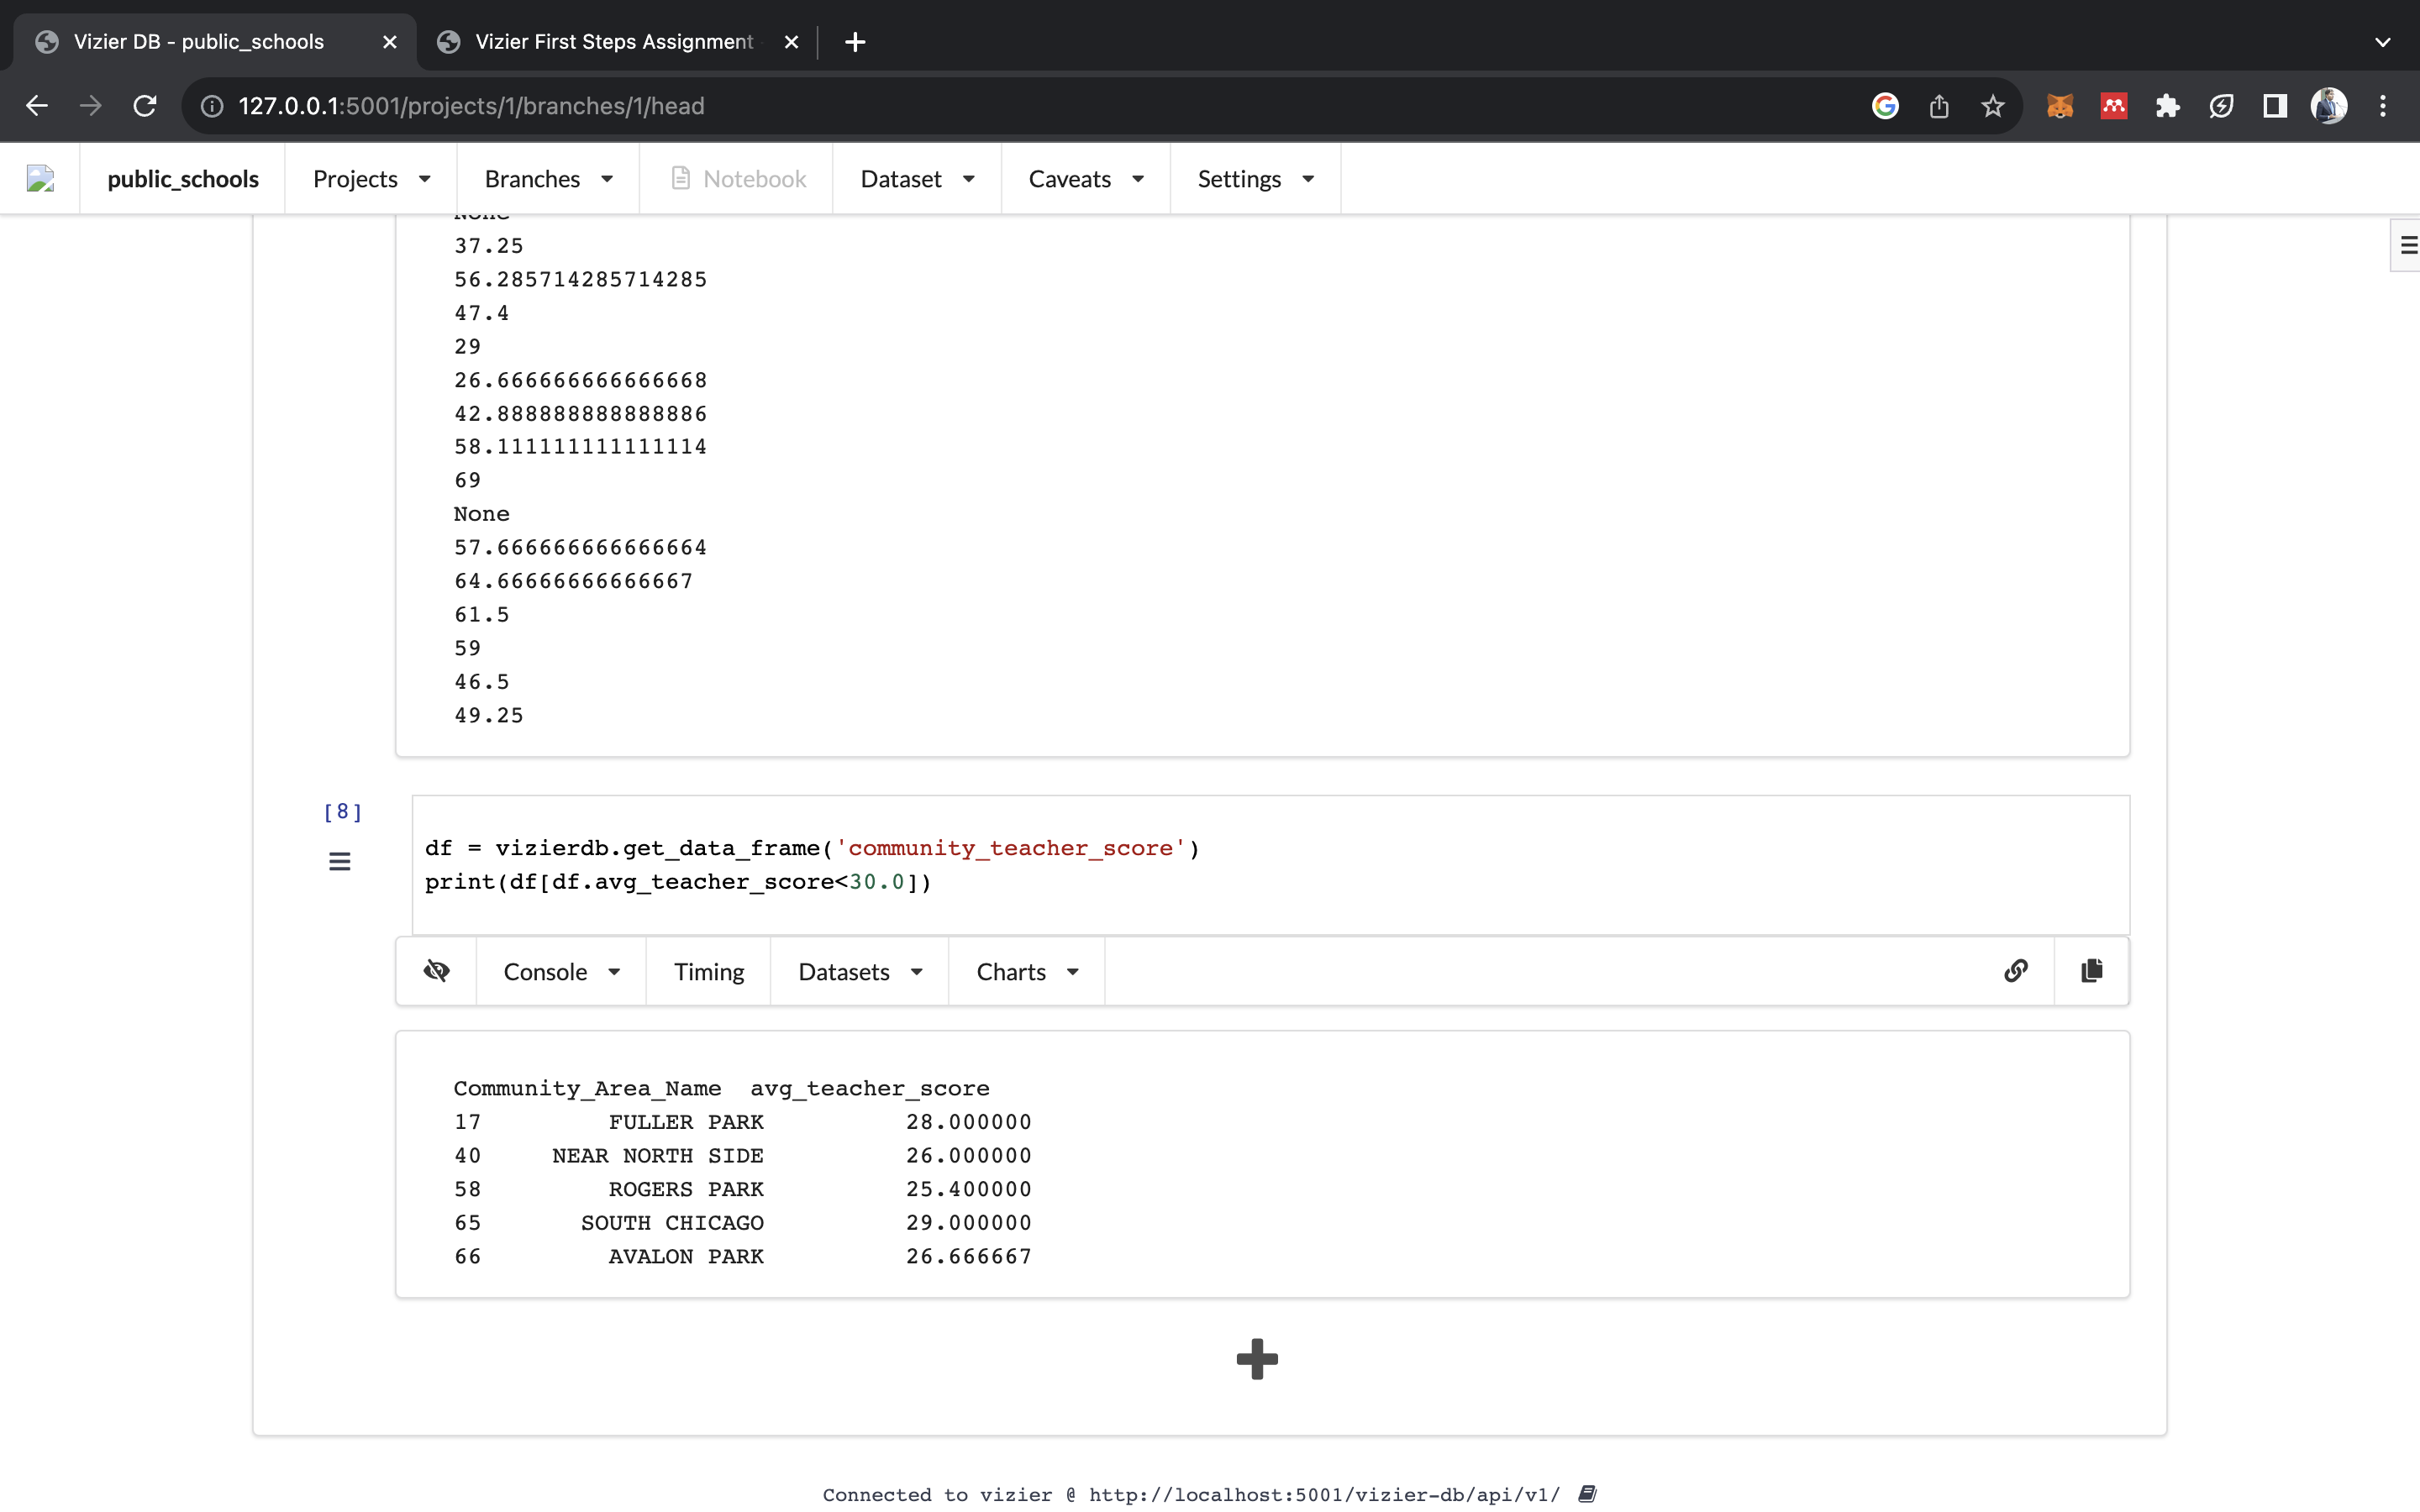 Vizier DB - public_schools
Vizier First Steps Assignment
127.0.0.1:5001/projects/1/branches/1/head
public_schools Projects Branches Notebook Dataset Caveats Settings
None
37.25
56.285714285714285
47.4
29
26.666666666666668
42.888888888888886
58.111111111111114
69
None
57.666666666666664
64.66666666666667
61.5
59
46.5
49.25
[8]
df = vizierdb.get_data_frame('community_teacher_score')
print(df[df.avg_teacher_score<30.0])
Console Timing Datasets Charts
Community_Area_Name  avg_teacher_score
17         FULLER PARK          28.000000
40     NEAR NORTH SIDE          26.000000
58         ROGERS PARK          25.400000
65       SOUTH CHICAGO          29.000000
66         AVALON PARK          26.666667
Connected to vizier @ http://localhost:5001/vizier-db/api/v1/